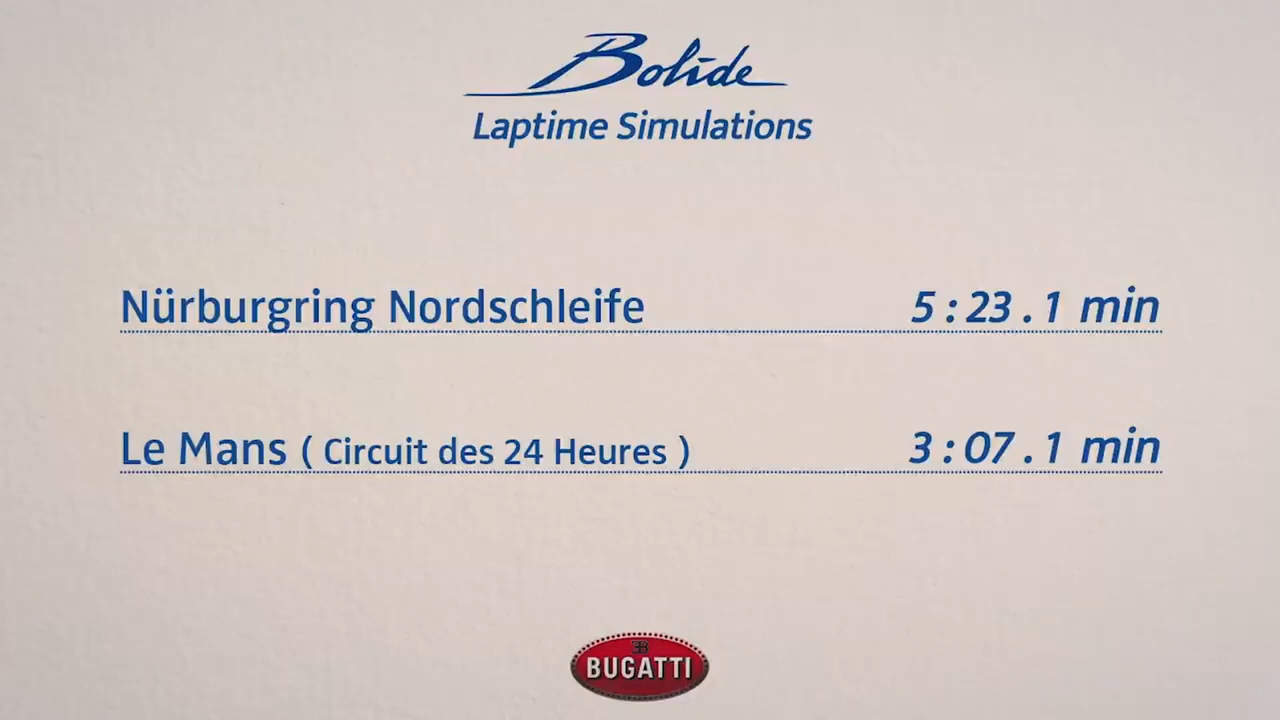 Bolide
Laptime Simulations
Nürburgring Nordschleife 5:23.1 min
Le Mans ( Circuit des 24 Heures ) 3:07.1 min
EB
BUGATTI